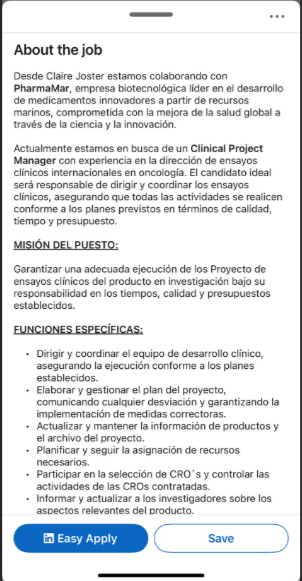 About the job
Desde Claire Joster estamos colaborando con
PharmaMar, empresa biotecnológica líder en el desarrollo
de medicamentos innovadores a partir de recursos
marinos, comprometida con la mejora de la salud global a
través de la ciencia y la innovación.
Actualmente estamos en busca de un Clinical Project
Manager con experiencia en la dirección de ensayos
clínicos internacionales en oncología. El candidato ideal
será responsable de dirigir y coordinar los ensayos
clínicos, asegurando que todas las actividades se realicen
conforme a los planes previstos en términos de calidad,
tiempo y presupuesto.
MISIÓN DEL PUESTO:
Garantizar una adecuada ejecución de los Proyecto de
ensayos clínicos del producto en investigación bajo su
responsabilidad en los tiempos, calidad y presupuestos
establecidos.
FUNCIONES ESPECÍFICAS:
• Dirigir y coordinar el equipo de desarrollo clínico,
asegurando la ejecución conforme a los planes
establecidos.
• Elaborar y gestionar el plan del proyecto,
comunicando cualquier desviación y garantizando la
implementación de medidas correctoras.
• Actualizar y mantener la información de productos y
el archivo del proyecto.
• Planificar y seguir la asignación de recursos
necesarios.
• Participar en la selección de CRO´s y controlar las
actividades de las CROs contratadas.
• Informar y actualizar a los investigadores sobre los
aspectos relevantes del producto.
in Easy Apply
Save